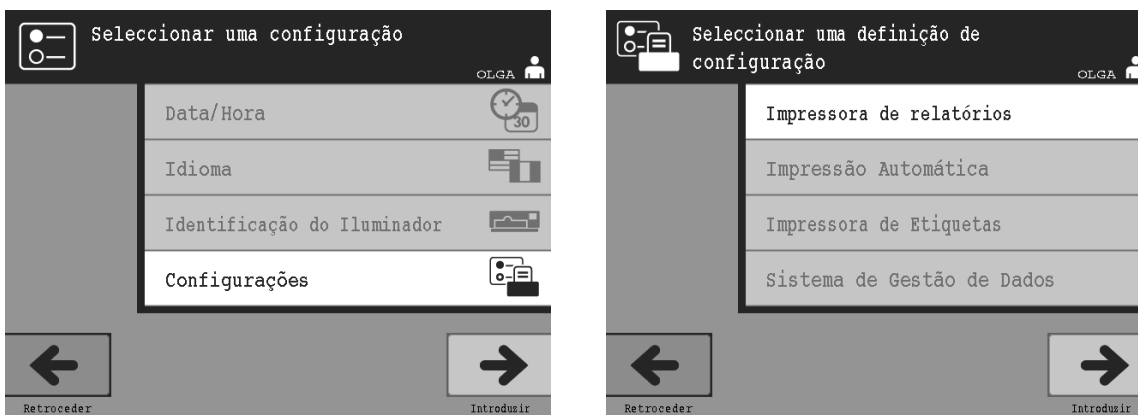 Seleccionar uma configuração
OLGA
Data/Hora
30
Idioma
Identificação do Iluminador
Configurações
Retroceder
Introduzir
Seleccionar uma definição de
configuração
OLGA
Impressora de relatórios
Impressão Automática
Impressora de Etiquetas
Sistema de Gestão de Dados
Retroceder
Introduzir